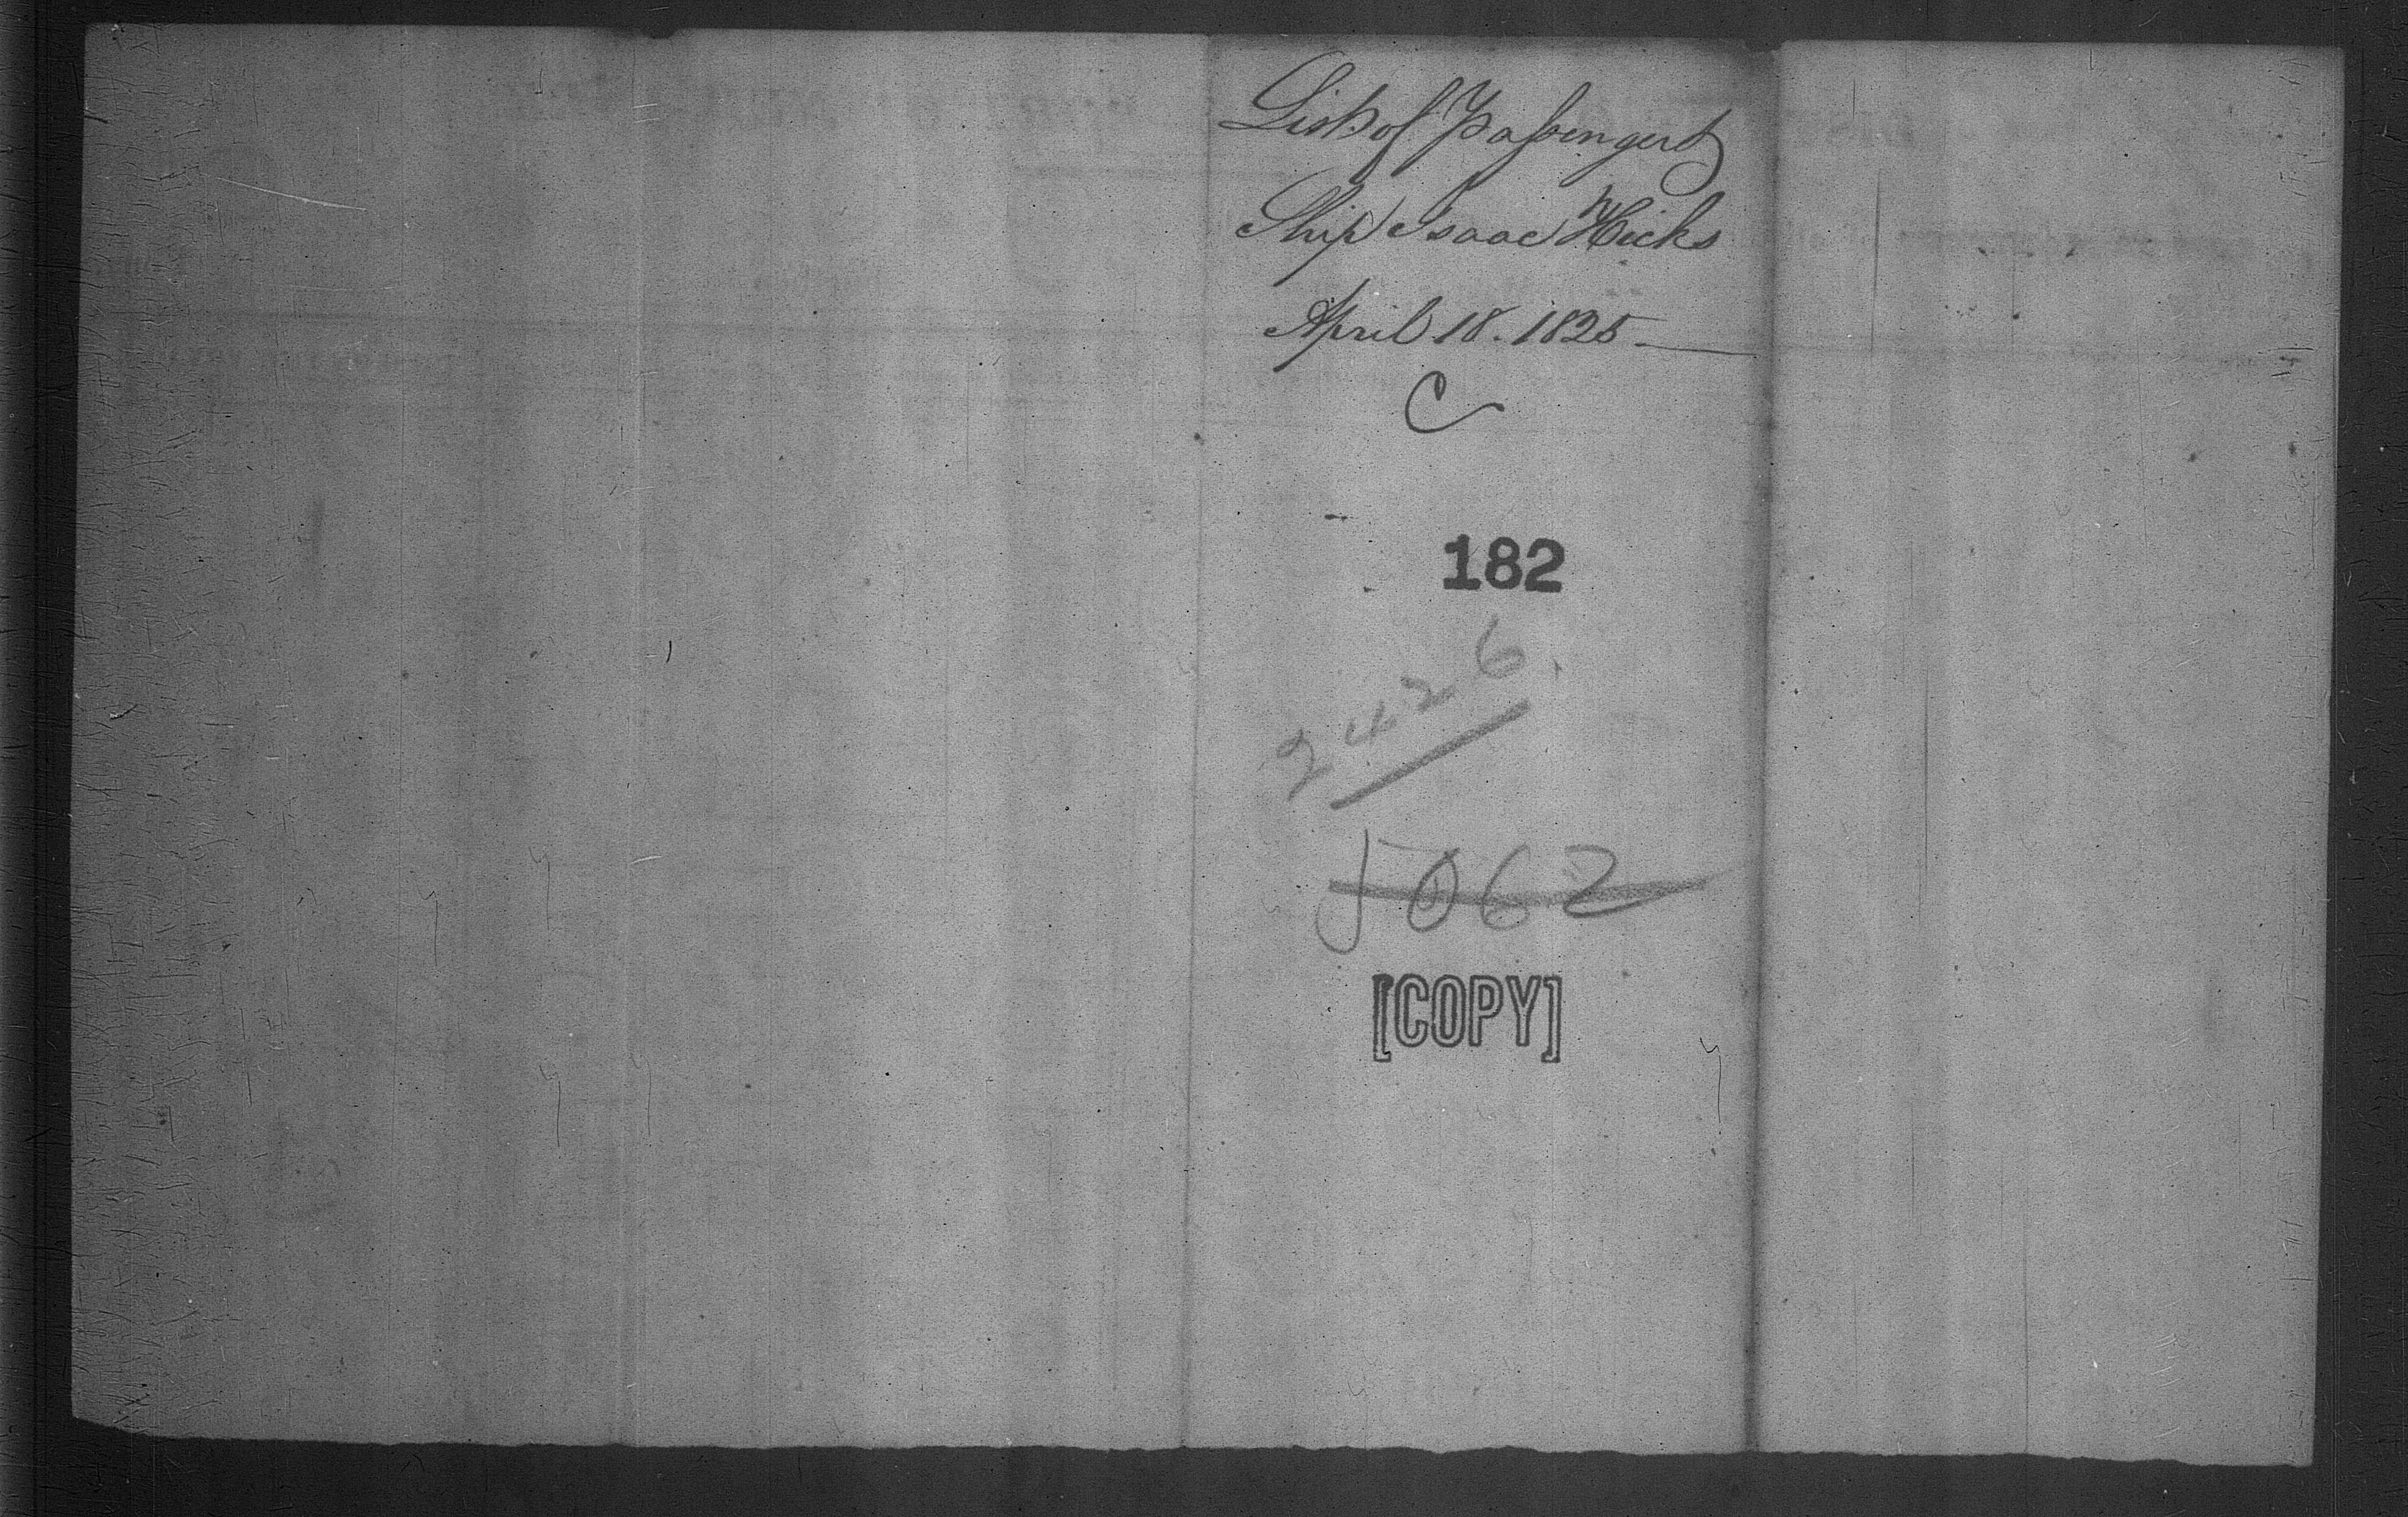 List of Passengers
Ship Isaac Hicks
April 18. 1825
C
182
2426.
5062
[COPY]